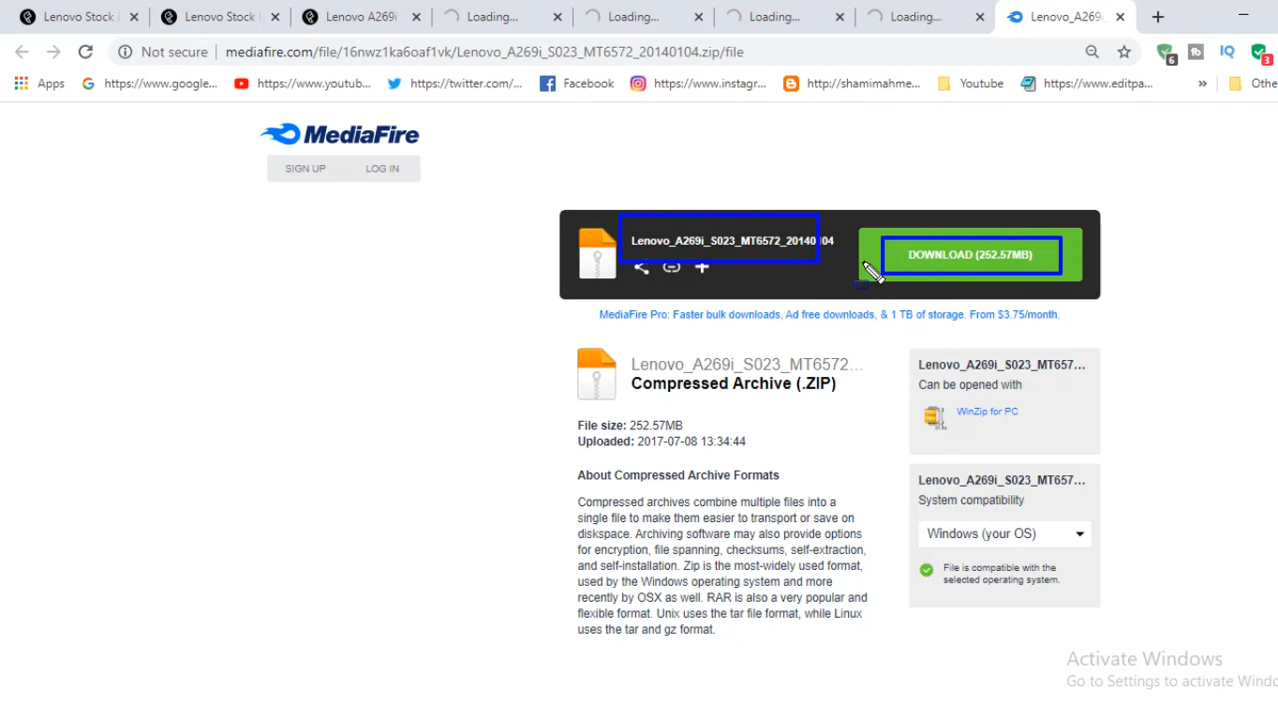 Lenovo Stock
Lenovo Stock
Lenovo A269i
Loading...
Loading...
Loading...
Loading...
Lenovo_A269i
Not secure
mediafire.com/file/16nwz1ka6oaf1vk/Lenovo_A269i_S023_MT6572_20140104.zip/file
IQ
6
3
Apps
https://www.google...
https://www.youtub...
https://twitter.com/...
Facebook
https://www.instagr...
http://shamimahme...
Youtube
https://www.editpa...
»
Othe
MediaFire
SIGN UP
LOG IN
Lenovo_A269i_S023_MT6572_20140104
DOWNLOAD (252.57MB)
MediaFire Pro: Faster bulk downloads, Ad free downloads, & 1 TB of storage. From $3.75/month.
Lenovo_A269i_S023_MT6572...
Compressed Archive (.ZIP)
File size: 252.57MB
Uploaded: 2017-07-08 13:34:44
About Compressed Archive Formats
Compressed archives combine multiple files into a
single file to make them easier to transport or save on
diskspace. Archiving software may also provide options
for encryption, file spanning, checksums, self-extraction,
and self-installation. Zip is the most-widely used format,
used by the Windows operating system and more
recently by OSX as well. RAR is also a very popular and
flexible format. Unix uses the tar file format, while Linux
uses the tar and gz format.
Lenovo_A269i_S023_MT657...
Can be opened with
WinZip for PC
Lenovo_A269i_S023_MT657...
System compatibility
Windows (your OS)
File is compatible with the
selected operating system.
Activate Windows
Go to Settings to activate Windo